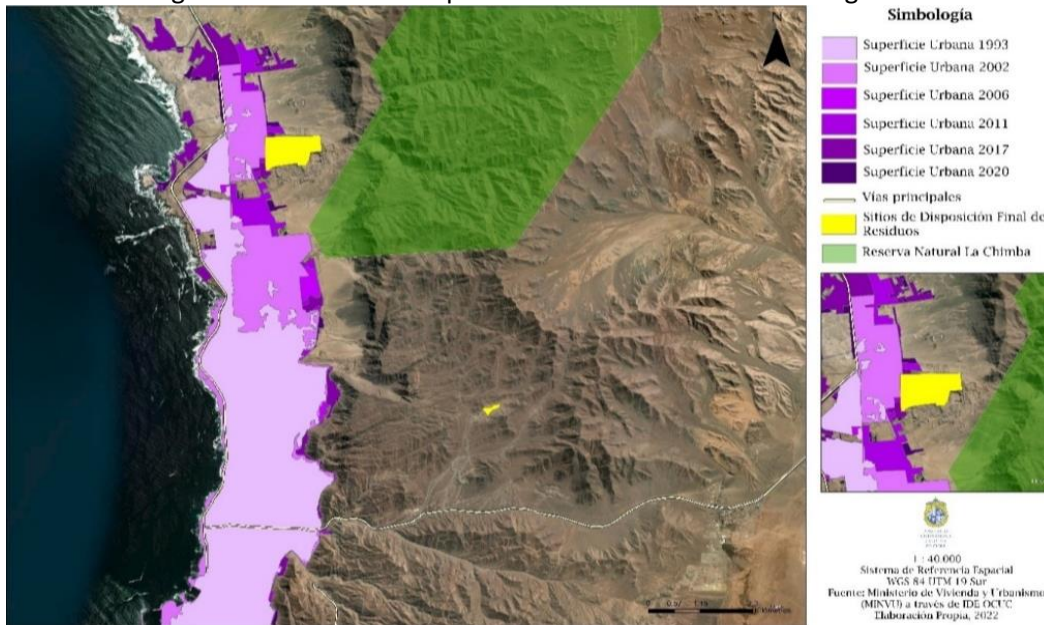 Simbología
Superficie Urbana 1993
Superficie Urbana 2002
Superficie Urbana 2006
Superficie Urbana 2011
Superficie Urbana 2017
Superficie Urbana 2020
Vías principales
Sitios de Disposición Final de
Residuos
Reserva Natural La Chimba
1 : 40.000
Sistema de Referencia Espacial
WGS 84 UTM 19 Sur
Fuente: Ministerio de Vivienda y Urbanismo
(MINVU) a través de IDE OCUC
Elaboración Propia, 2022